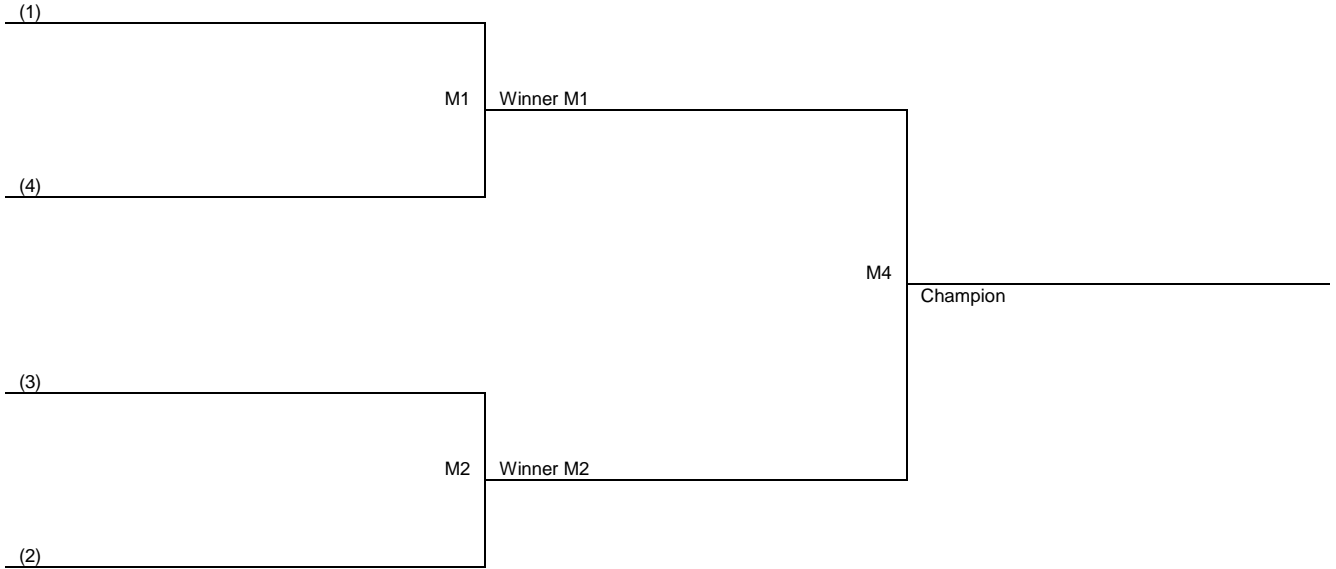 (1)
M1
Winner M1
(4)
M4
Champion
(3)
M2
Winner M2
(2)